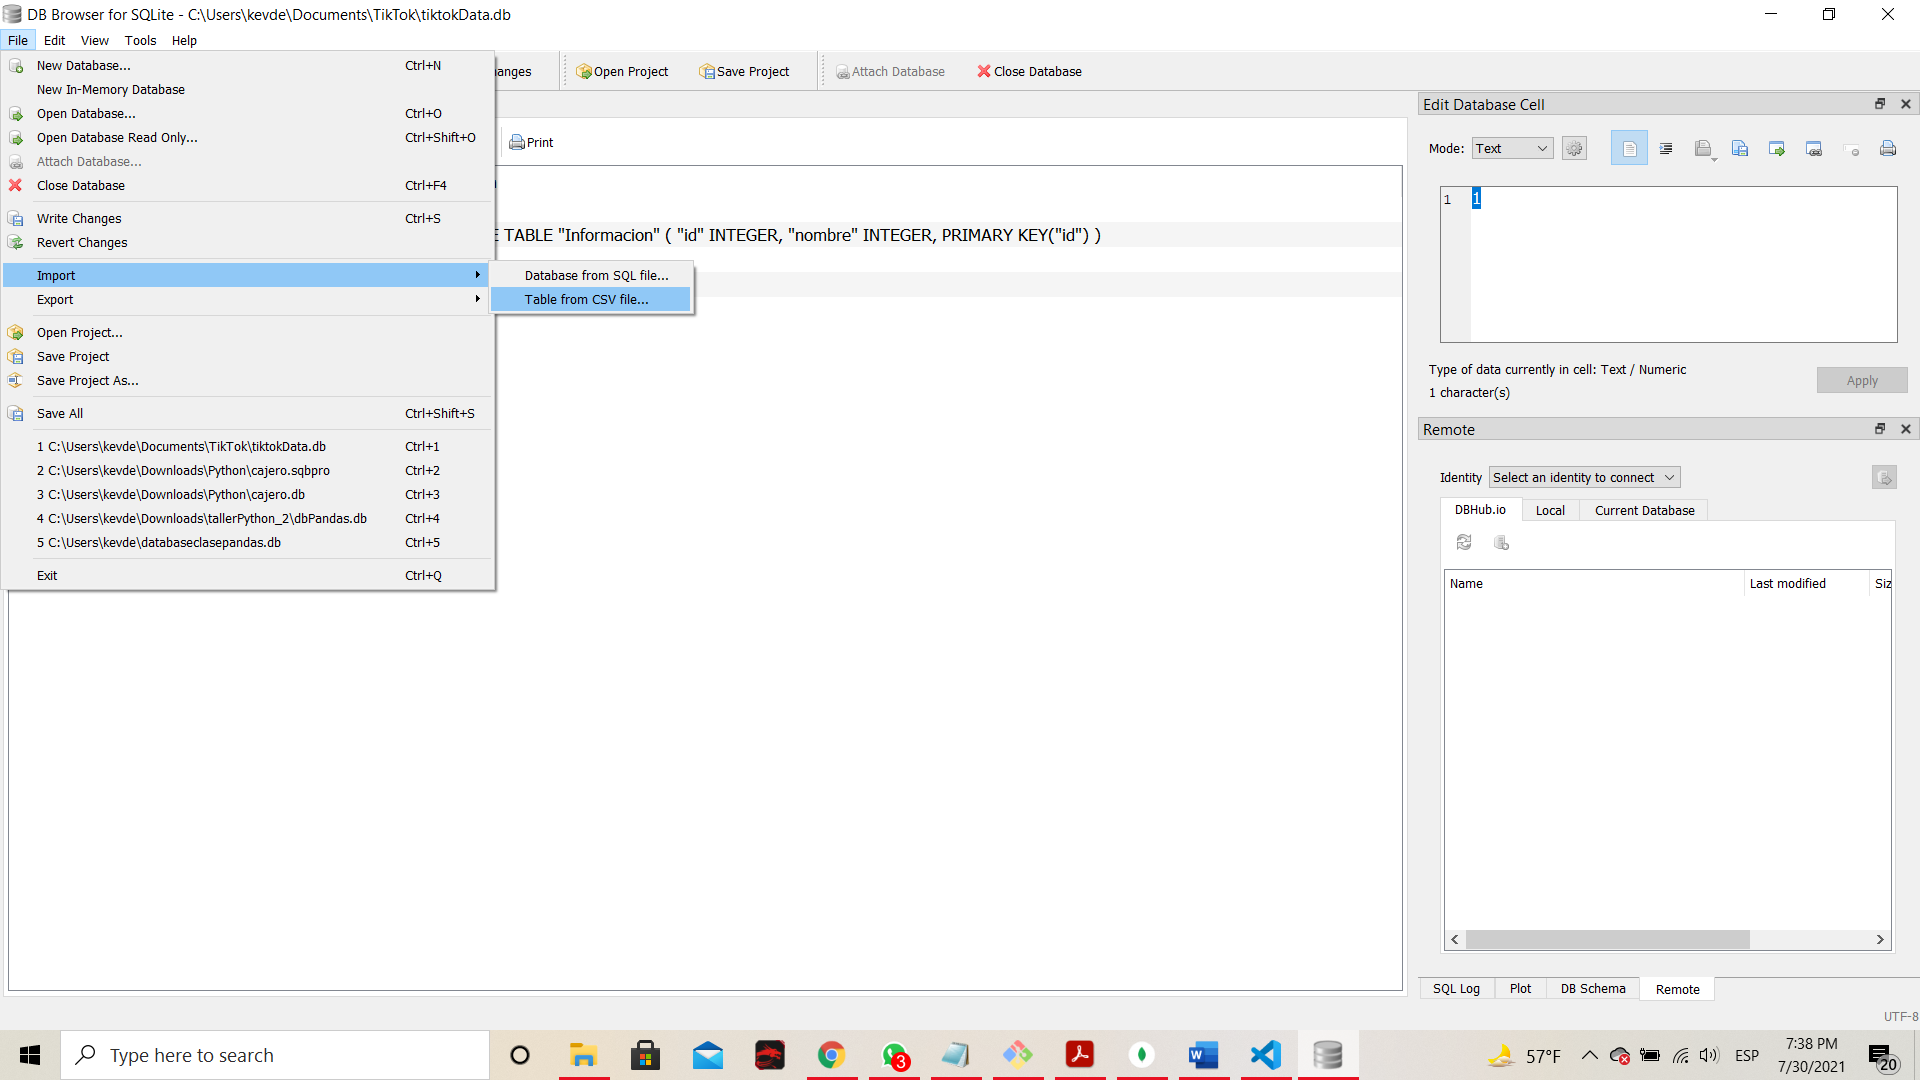 DB Browser for SQLite - C:\Users\kevde\Documents\TikTok\tiktokData.db
File Edit View Tools Help
New Database... Ctrl+N
New In-Memory Database
Open Database... Ctrl+O
Open Database Read Only... Ctrl+Shift+O
Attach Database...
Close Database Ctrl+F4
Write Changes Ctrl+S
Revert Changes
Import
Export
Open Project...
Save Project
Save Project As...
Save All Ctrl+Shift+S
1 C:\Users\kevde\Documents\TikTok\tiktokData.db Ctrl+1
2 C:\Users\kevde\Downloads\Python\cajero.sqbpro Ctrl+2
3 C:\Users\kevde\Downloads\Python\cajero.db Ctrl+3
4 C:\Users\kevde\Downloads\tallerPython_2\dbPandas.db Ctrl+4
5 C:\Users\kevde\databaseclasepandas.db Ctrl+5
Exit Ctrl+Q
Database from SQL file...
Table from CSV file...
anges Open Project Save Project Attach Database Close Database
Print
E TABLE "Informacion" ( "id" INTEGER, "nombre" INTEGER, PRIMARY KEY("id") )
Edit Database Cell
Mode: Text
1 1
Type of data currently in cell: Text / Numeric
1 character(s)
Apply
Remote
Identity Select an identity to connect
DBHub.io Local Current Database
Name Last modified Siz
SQL Log Plot DB Schema Remote
UTF-8
Type here to search
3
57°F
ESP
7:38 PM
7/30/2021
20